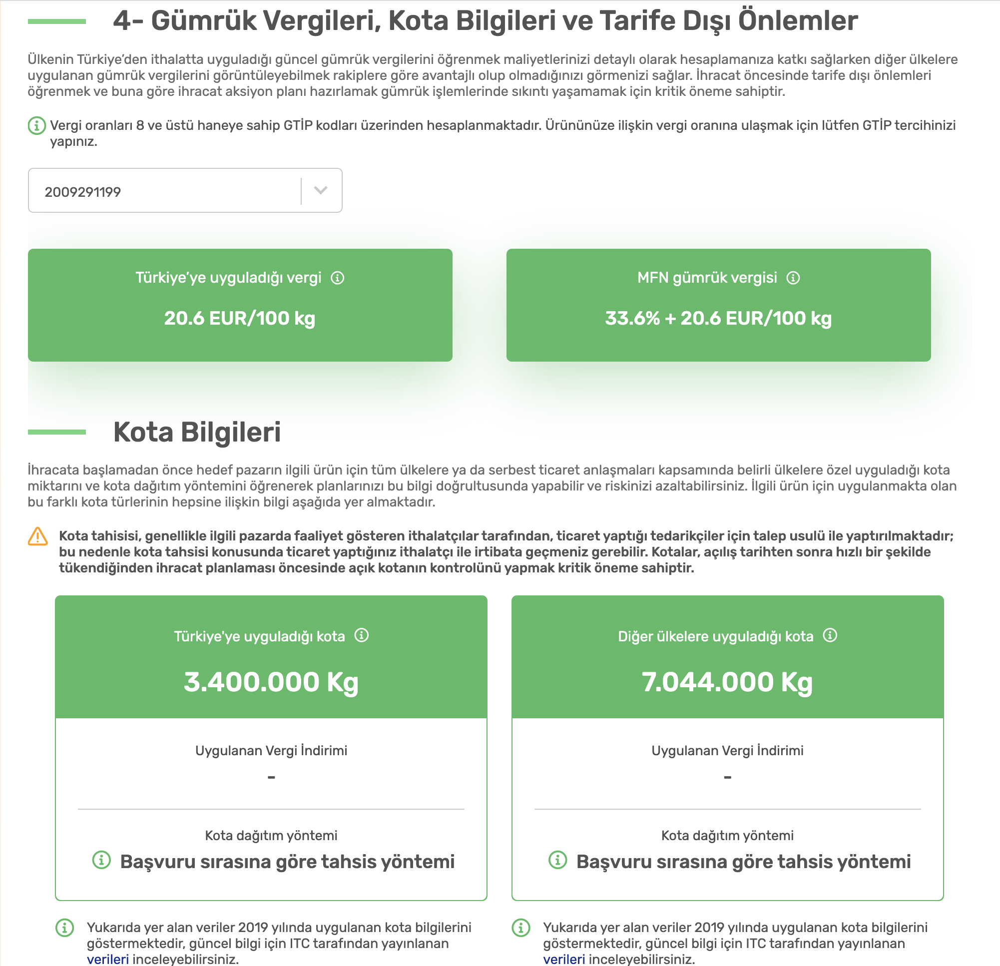 4- Gümrük Vergileri, Kota Bilgileri ve Tarife Dışı Önlemler
Ülkenin Türkiye’den ithalatta uyguladığı güncel gümrük vergilerini öğrenmek maliyetlerinizi detaylı olarak hesaplamanıza katkı sağlarken diğer ülkelere
uygulanan gümrük vergilerini görüntüleyebilmek rakiplere göre avantajlı olup olmadığınızı görmenizi sağlar. İhracat öncesinde tarife dışı önlemleri
öğrenmek ve buna göre ihracat aksiyon planı hazırlamak gümrük işlemlerinde sıkıntı yaşamamak için kritik öneme sahiptir.
Vergi oranları 8 ve üstü haneye sahip GTİP kodları üzerinden hesaplanmaktadır. Ürününüze ilişkin vergi oranına ulaşmak için lütfen GTİP tercihinizi
yapınız.
2009291199
Türkiye’ye uyguladığı vergi
20.6 EUR/100 kg
MFN gümrük vergisi
33.6% + 20.6 EUR/100 kg
Kota Bilgileri
İhracata başlamadan önce hedef pazarın ilgili ürün için tüm ülkelere ya da serbest ticaret anlaşmaları kapsamında belirli ülkelere özel uyguladığı kota
miktarını ve kota dağıtım yöntemini öğrenerek planlarınızı bu bilgi doğrultusunda yapabilir ve riskinizi azaltabilirsiniz. İlgili ürün için uygulanmakta olan
bu farklı kota türlerinin hepsine ilişkin bilgi aşağıda yer almaktadır.
Kota tahisisi, genellikle ilgili pazarda faaliyet gösteren ithalatçılar tarafından, ticaret yaptığı tedarikçiler için talep usulü ile yaptırılmaktadır;
bu nedenle kota tahsisi konusunda ticaret yaptığınız ithalatçı ile irtibata geçmeniz gerebilir. Kotalar, açılış tarihten sonra hızlı bir şekilde
tükendiğinden ihracat planlaması öncesinde açık kotanın kontrolünü yapmak kritik öneme sahiptir.
Türkiye'ye uyguladığı kota
3.400.000 Kg
Uygulanan Vergi İndirimi
-
Kota dağıtım yöntemi
Başvuru sırasına göre tahsis yöntemi
Yukarıda yer alan veriler 2019 yılında uygulanan kota bilgilerini
göstermektedir, güncel bilgi için ITC tarafından yayınlanan
verileri inceleyebilirsiniz.
Diğer ülkelere uyguladığı kota
7.044.000 Kg
Uygulanan Vergi İndirimi
-
Kota dağıtım yöntemi
Başvuru sırasına göre tahsis yöntemi
Yukarıda yer alan veriler 2019 yılında uygulanan kota bilgilerini
göstermektedir, güncel bilgi için ITC tarafından yayınlanan
verileri inceleyebilirsiniz.